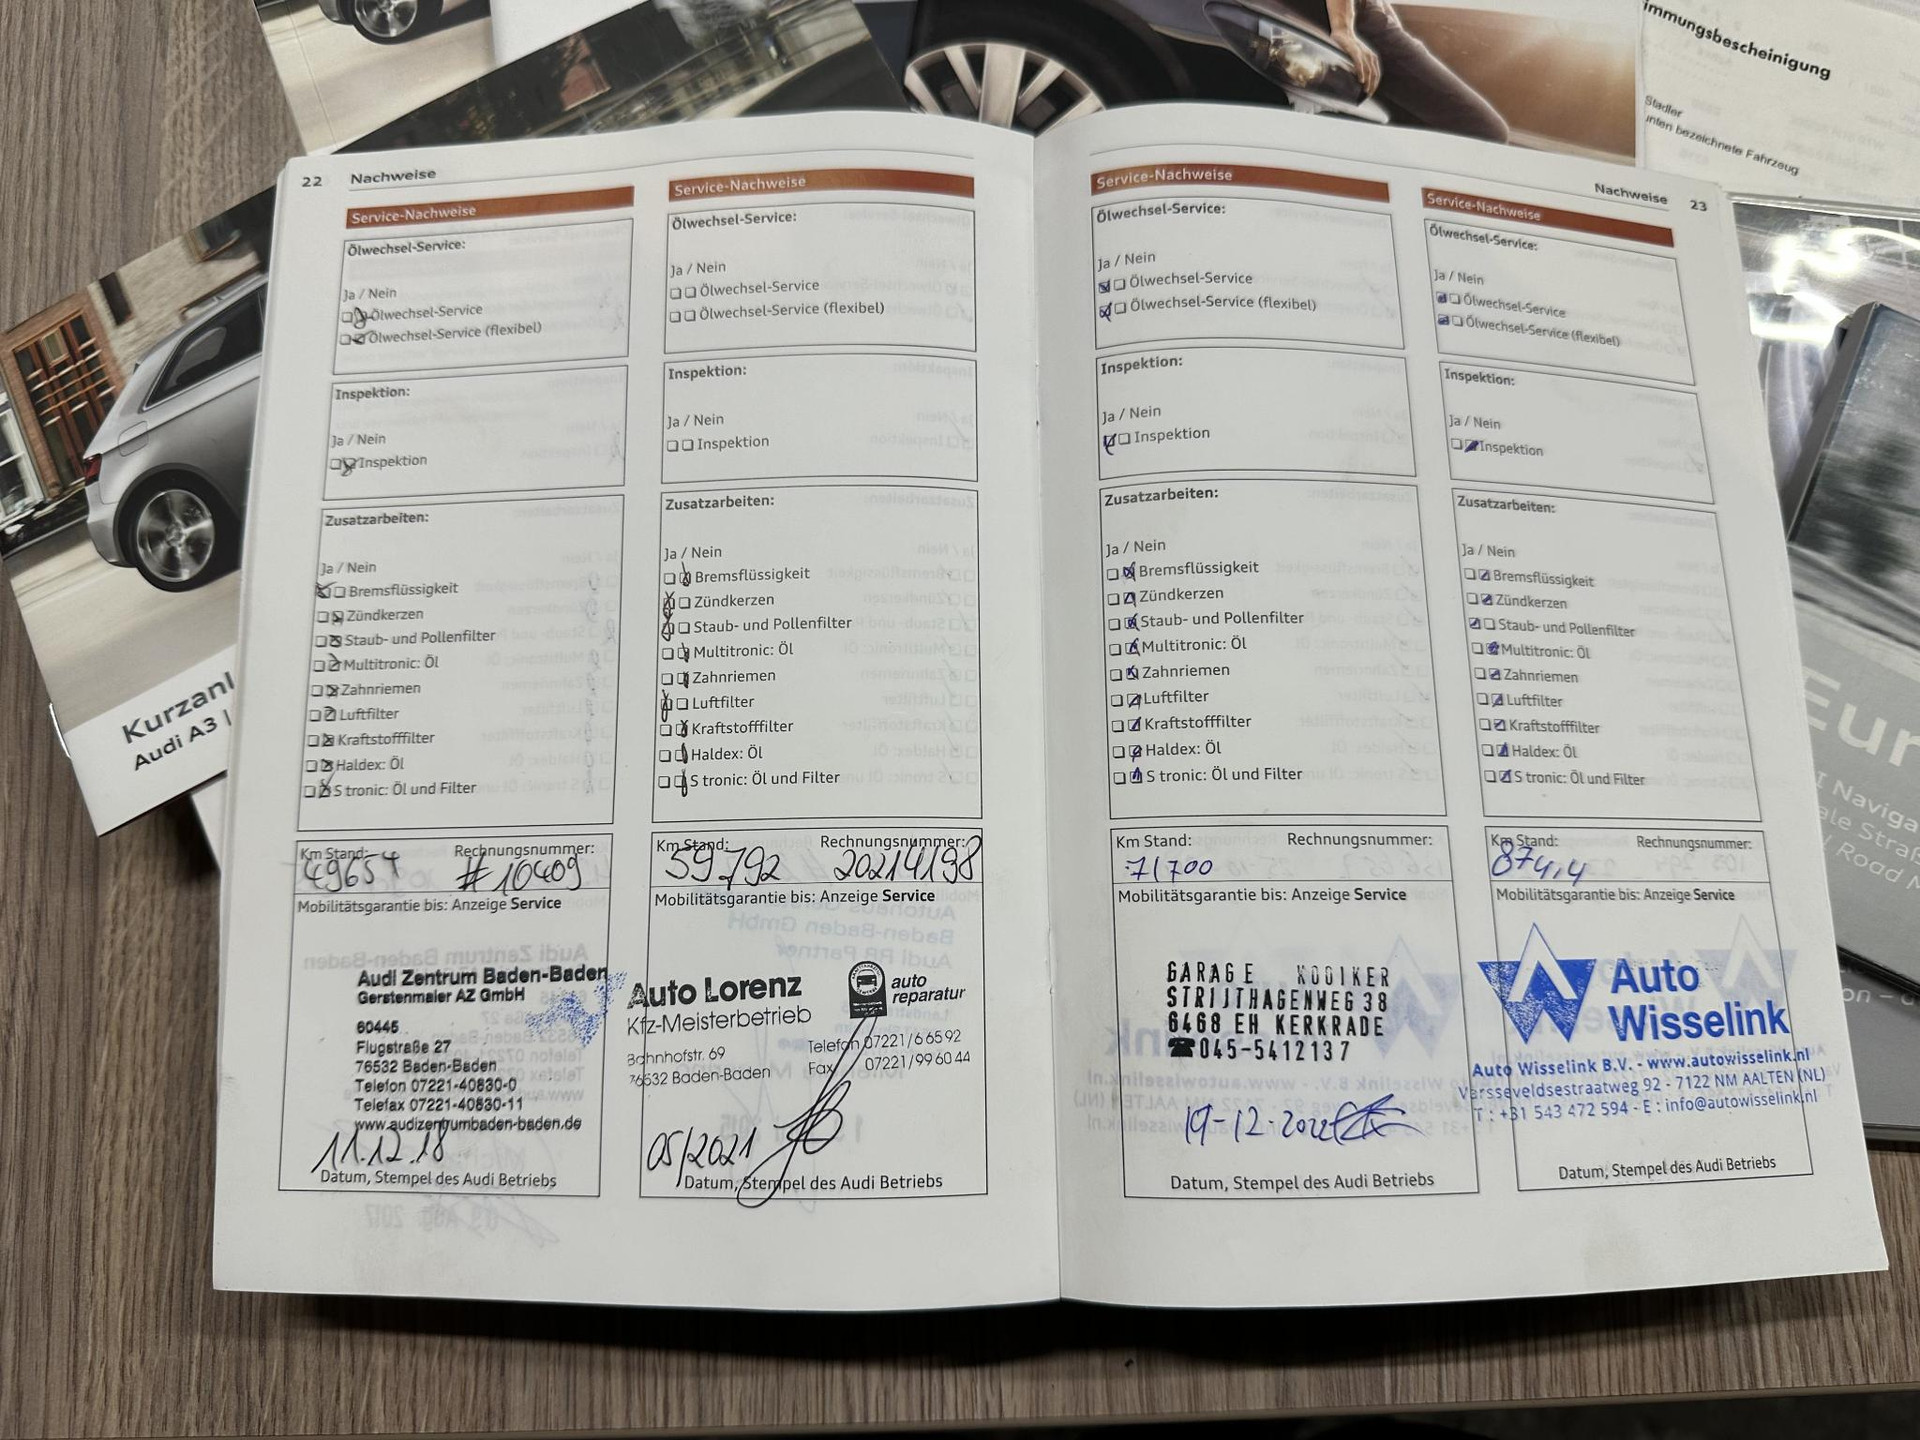 immungsbescheinigung
Stadler
unten bezeichnete Fahrzeug
Kurzanl
Audi A3 |
Eur
I Naviga
ale Straß
Road M
22 Nachweise
Service-Nachweise
Ölwechsel-Service:
Ja / Nein
Ölwechsel-Service
Ölwechsel-Service (flexibel)
Inspektion:
Ja / Nein
Inspektion
Zusatzarbeiten:
Ja / Nein
Bremsflüssigkeit
Zündkerzen
Staub- und Pollenfilter
Multitronic: Öl
Zahnriemen
Luftfilter
Kraftstofffilter
Haldex: Öl
S tronic: Öl und Filter
Km Stand: Rechnungsnummer:
49657 #10409
Mobilitätsgarantie bis: Anzeige Service
Audi Zentrum Baden-Baden
Gerstenmaier AZ GmbH
60445
Flugstraße 27
76532 Baden-Baden
Telefon 07221-40830-0
Telefax 07221-40830-11
www.audizentrumbaden-baden.de
11.12.18
Datum, Stempel des Audi Betriebs
Service-Nachweise
Ölwechsel-Service:
Ja / Nein
Ölwechsel-Service
Ölwechsel-Service (flexibel)
Inspektion:
Ja / Nein
Inspektion
Zusatzarbeiten:
Ja / Nein
Bremsflüssigkeit
Zündkerzen
Staub- und Pollenfilter
Multitronic: Öl
Zahnriemen
Luftfilter
Kraftstofffilter
Haldex: Öl
S tronic: Öl und Filter
Km Stand: Rechnungsnummer:
59792 20214198
Mobilitätsgarantie bis: Anzeige Service
Auto Lorenz
Kfz-Meisterbetrieb
auto
reparatur
Bahnhofstr. 69
76532 Baden-Baden
Telefon 07221/66592
Fax 07221/996044
05/2021
Datum, Stempel des Audi Betriebs
Nachweise 23
Service-Nachweise
Ölwechsel-Service:
Ja / Nein
Ölwechsel-Service
Ölwechsel-Service (flexibel)
Inspektion:
Ja / Nein
Inspektion
Zusatzarbeiten:
Ja / Nein
Bremsflüssigkeit
Zündkerzen
Staub- und Pollenfilter
Multitronic: Öl
Zahnriemen
Luftfilter
Kraftstofffilter
Haldex: Öl
S tronic: Öl und Filter
Km Stand: Rechnungsnummer:
71700
Mobilitätsgarantie bis: Anzeige Service
GARAGE KOOIKER
STRIJTHAGENWEG 38
6468 EH KERKRADE
☎045-5412137
19-12-2022
Datum, Stempel des Audi Betriebs
Service-Nachweise
Ölwechsel-Service:
Ja / Nein
Ölwechsel-Service
Ölwechsel-Service (flexibel)
Inspektion:
Ja / Nein
Inspektion
Zusatzarbeiten:
Ja / Nein
Bremsflüssigkeit
Zündkerzen
Staub- und Pollenfilter
Multitronic: Öl
Zahnriemen
Luftfilter
Kraftstofffilter
Haldex: Öl
S tronic: Öl und Filter
Km Stand: Rechnungsnummer:
Mobilitätsgarantie bis: Anzeige Service
Auto
Wisselink
Auto Wisselink B.V. - www.autowisselink.nl
Varsseveldsestraatweg 92 - 7122 NM AALTEN (NL)
T : +31 543 472 594 - E : info@autowisselink.nl
Datum, Stempel des Audi Betriebs